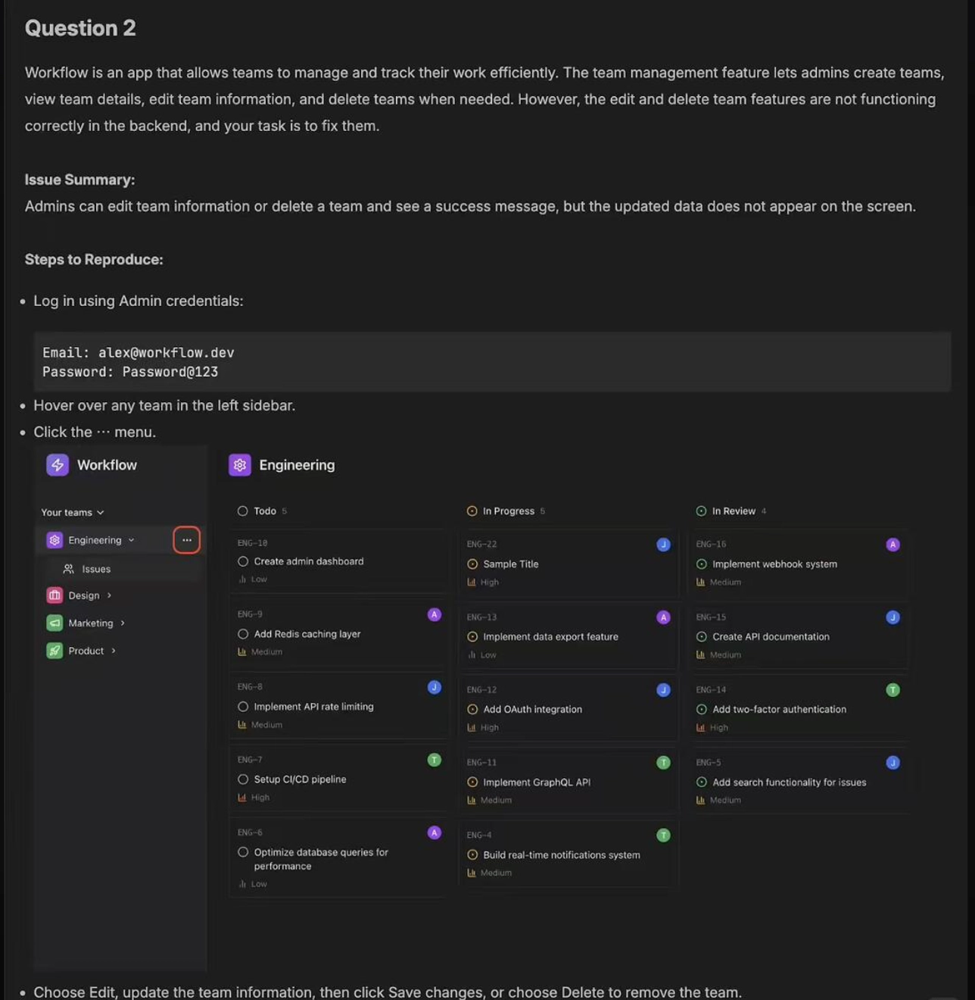 Question 2
Workflow is an app that allows teams to manage and track their work efficiently. The team management feature lets admins create teams,
view team details, edit team information, and delete teams when needed. However, the edit and delete team features are not functioning
correctly in the backend, and your task is to fix them.
Issue Summary:
Admins can edit team information or delete a team and see a success message, but the updated data does not appear on the screen.
Steps to Reproduce:
• Log in using Admin credentials:
Email: alex@workflow.dev
Password: Password@123
• Hover over any team in the left sidebar.
• Click the ··· menu.
Workflow
Your teams
Engineering
···
Issues
Design
Marketing
Product
Engineering
Todo 5
ENG-10
Create admin dashboard
Low
ENG-9
A
Add Redis caching layer
Medium
ENG-8
J
Implement API rate limiting
Medium
ENG-7
T
Setup CI/CD pipeline
High
ENG-6
A
Optimize database queries for
performance
Low
In Progress 5
ENG-22
J
Sample Title
High
ENG-13
A
Implement data export feature
Low
ENG-12
J
Add OAuth integration
High
ENG-11
T
Implement GraphQL API
Medium
ENG-4
T
Build real-time notifications system
Medium
In Review 4
ENG-16
A
Implement webhook system
Medium
ENG-15
J
Create API documentation
Medium
ENG-14
T
Add two-factor authentication
High
ENG-5
J
Add search functionality for issues
Medium
• Choose Edit, update the team information, then click Save changes, or choose Delete to remove the team.